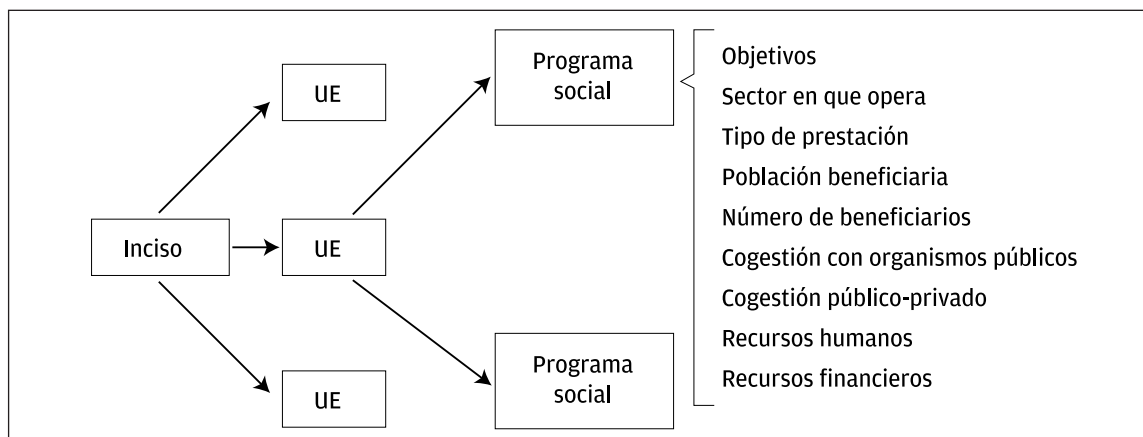 UE
Inciso
UE
UE
Programa
social
Programa
social
Objetivos
Sector en que opera
Tipo de prestación
Población beneficiaria
Número de beneficiarios
Cogestión con organismos públicos
Cogestión público-privado
Recursos humanos
Recursos financieros